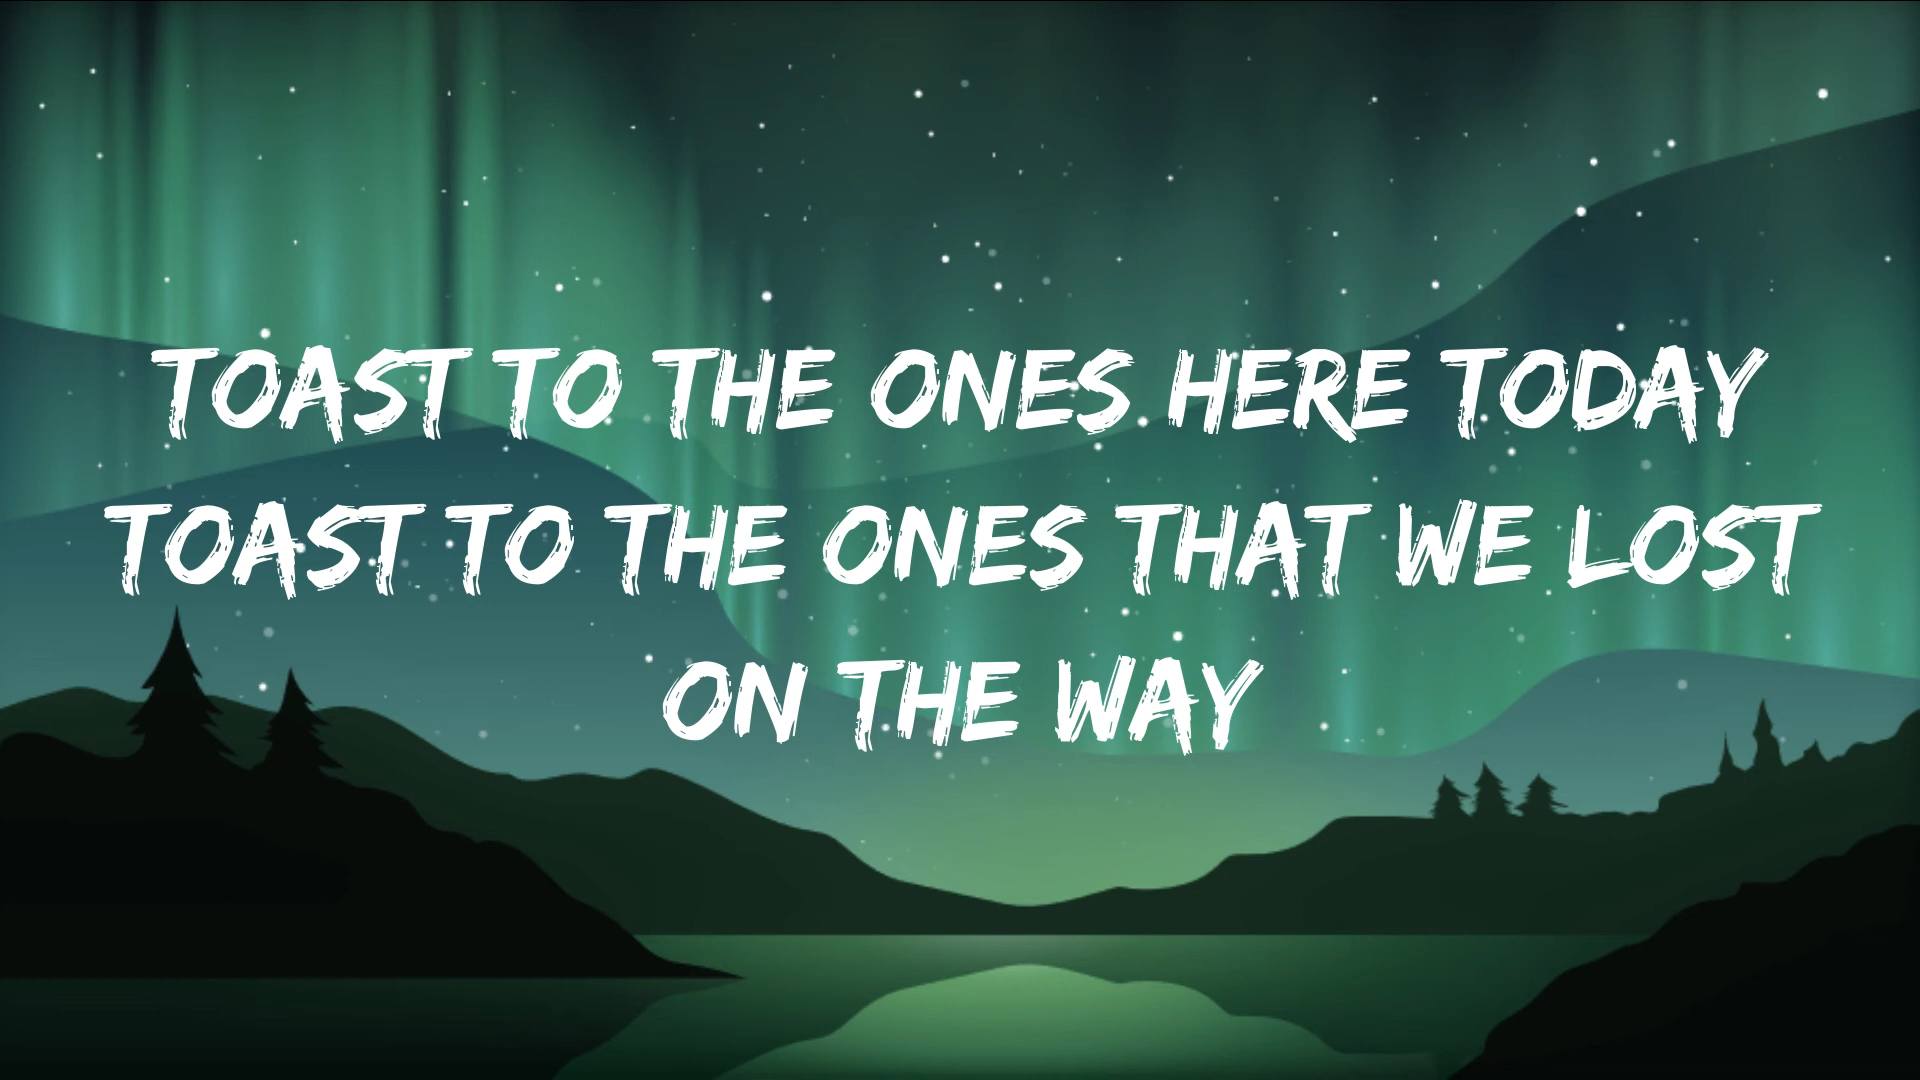 TOAST TO THE ONES HERE TODAY
TOAST TO THE ONES THAT WE LOST
ON THE WAY